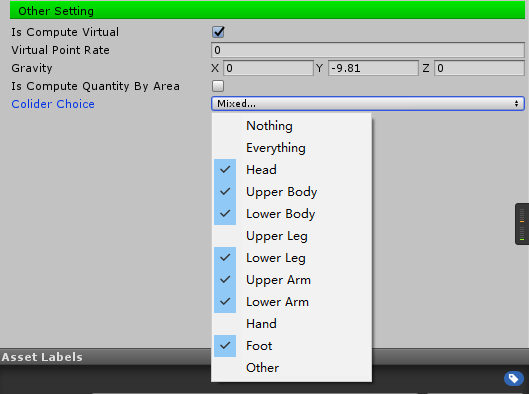 Other Setting
Is Compute Virtual
Virtual Point Rate 0
Gravity X 0 Y -9.81 Z 0
Is Compute Quantity By Area
Colider Choice Mixed...
Nothing
Everything
Head
Upper Body
Lower Body
Upper Leg
Lower Leg
Upper Arm
Lower Arm
Hand
Foot
Other
Asset Labels